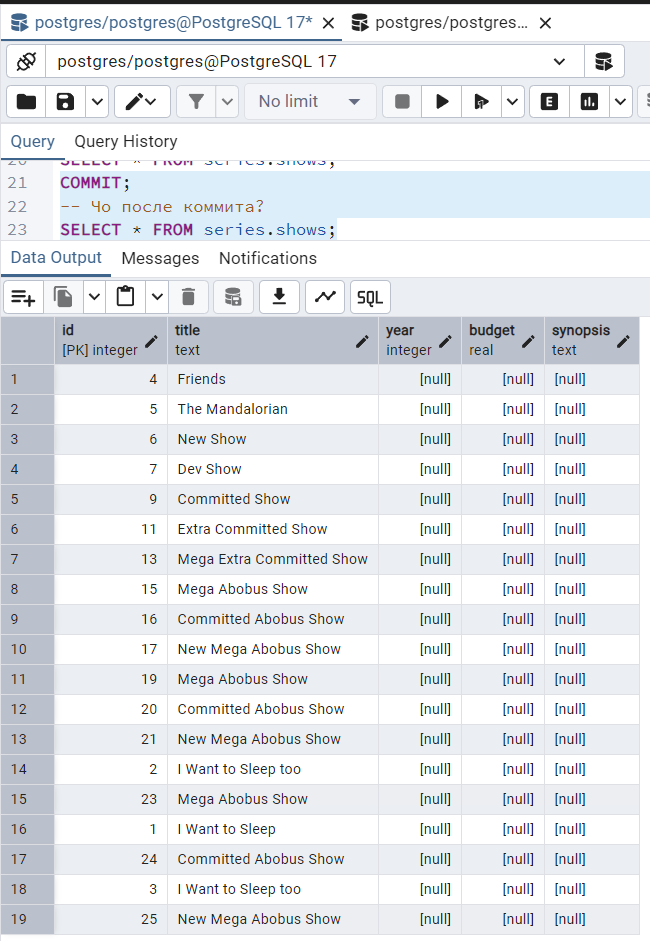 postgres/postgres@PostgreSQL 17*
postgres/postgres...
postgres/postgres@PostgreSQL 17
No limit
Query
Query History
20 SELECT * FROM series.shows;
21 COMMIT;
22 -- Чо после коммита?
23 SELECT * FROM series.shows;
Data Output
Messages
Notifications
SQL
id title year budget synopsis
[PK] integer text integer real text
1 4 Friends [null] [null] [null]
2 5 The Mandalorian [null] [null] [null]
3 6 New Show [null] [null] [null]
4 7 Dev Show [null] [null] [null]
5 9 Committed Show [null] [null] [null]
6 11 Extra Committed Show [null] [null] [null]
7 13 Mega Extra Committed Show [null] [null] [null]
8 15 Mega Abobus Show [null] [null] [null]
9 16 Committed Abobus Show [null] [null] [null]
10 17 New Mega Abobus Show [null] [null] [null]
11 19 Mega Abobus Show [null] [null] [null]
12 20 Committed Abobus Show [null] [null] [null]
13 21 New Mega Abobus Show [null] [null] [null]
14 2 I Want to Sleep too [null] [null] [null]
15 23 Mega Abobus Show [null] [null] [null]
16 1 I Want to Sleep [null] [null] [null]
17 24 Committed Abobus Show [null] [null] [null]
18 3 I Want to Sleep too [null] [null] [null]
19 25 New Mega Abobus Show [null] [null] [null]